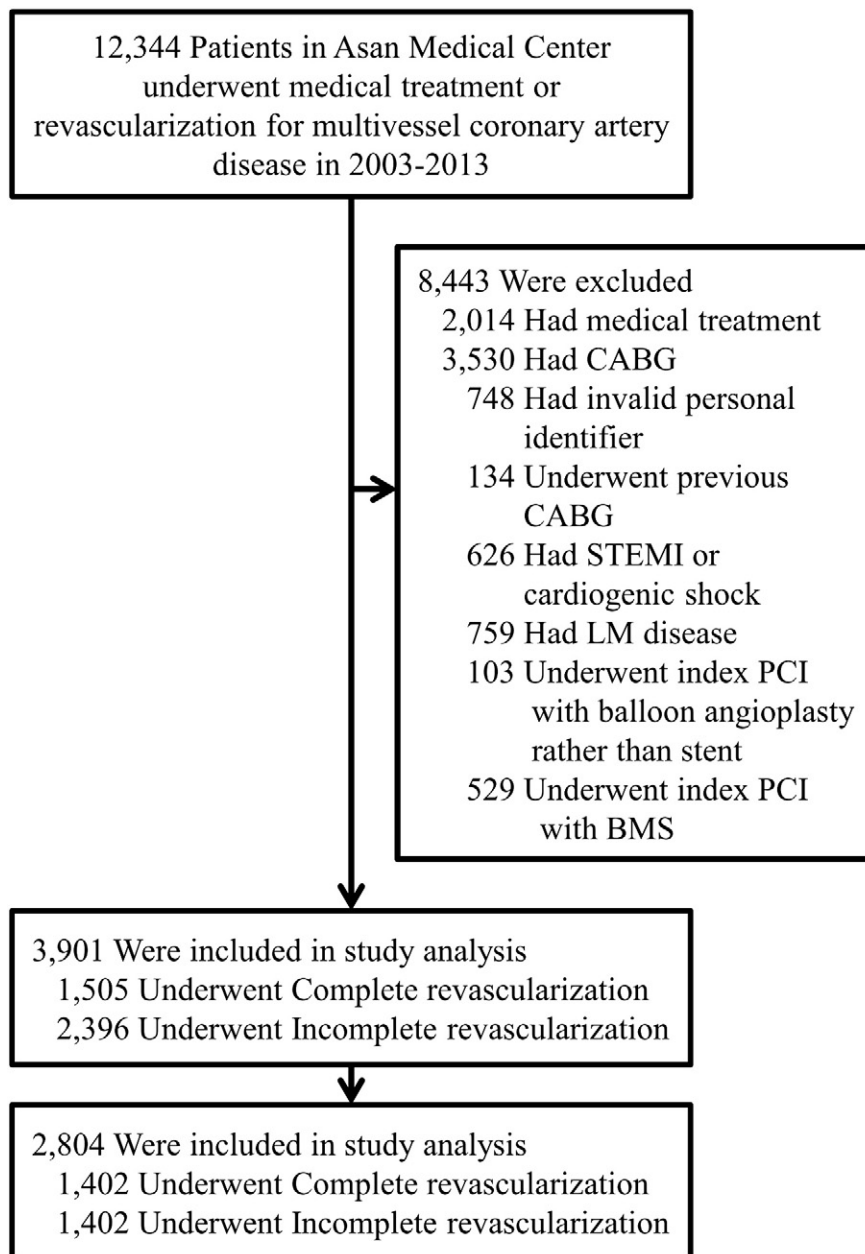 12,344 Patients in Asan Medical Center
underwent medical treatment or
revascularization for multivessel coronary artery
disease in 2003-2013
8,443 Were excluded
2,014 Had medical treatment
3,530 Had CABG
748 Had invalid personal
identifier
134 Underwent previous
CABG
626 Had STEMI or
cardiogenic shock
759 Had LM disease
103 Underwent index PCI
with balloon angioplasty
rather than stent
529 Underwent index PCI
with BMS
3,901 Were included in study analysis
1,505 Underwent Complete revascularization
2,396 Underwent Incomplete revascularization
2,804 Were included in study analysis
1,402 Underwent Complete revascularization
1,402 Underwent Incomplete revascularization